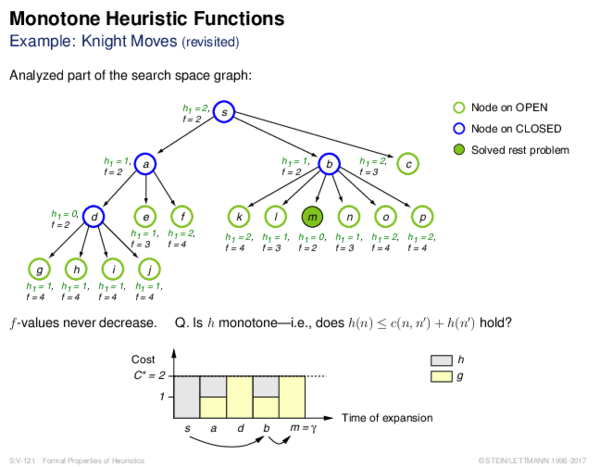 Monotone Heuristic Functions
Example: Knight Moves (revisited)
Analyzed part of the search space graph:
h₁ = 2,
f = 2
s
Node on OPEN
Node on CLOSED
Solved rest problem
h₁ = 1,
f = 2
a
h₁ = 1,
f = 2
b
h₁ = 2,
f = 3
c
h₁ = 0,
f = 2
d e f k l m n o p
h₁ = 1, h₁ = 2, h₁ = 2, h₁ = 1, h₁ = 0, h₁ = 1, h₁ = 2, h₁ = 2,
f = 3 f = 4 f = 4 f = 3 f = 2 f = 3 f = 4 f = 4
g h i j
h₁ = 1, h₁ = 1, h₁ = 1, h₁ = 1,
f = 4 f = 4 f = 4 f = 4
f-values never decrease. Q. Is h monotone—i.e., does h(n) ≤ c(n, n′) + h(n′) hold?
Cost
C* = 2
1
h
g
Time of expansion
s a d b m = γ
S:V-121 Formal Properties of Heuristics ©STEIN/LETTMANN 1998-2017